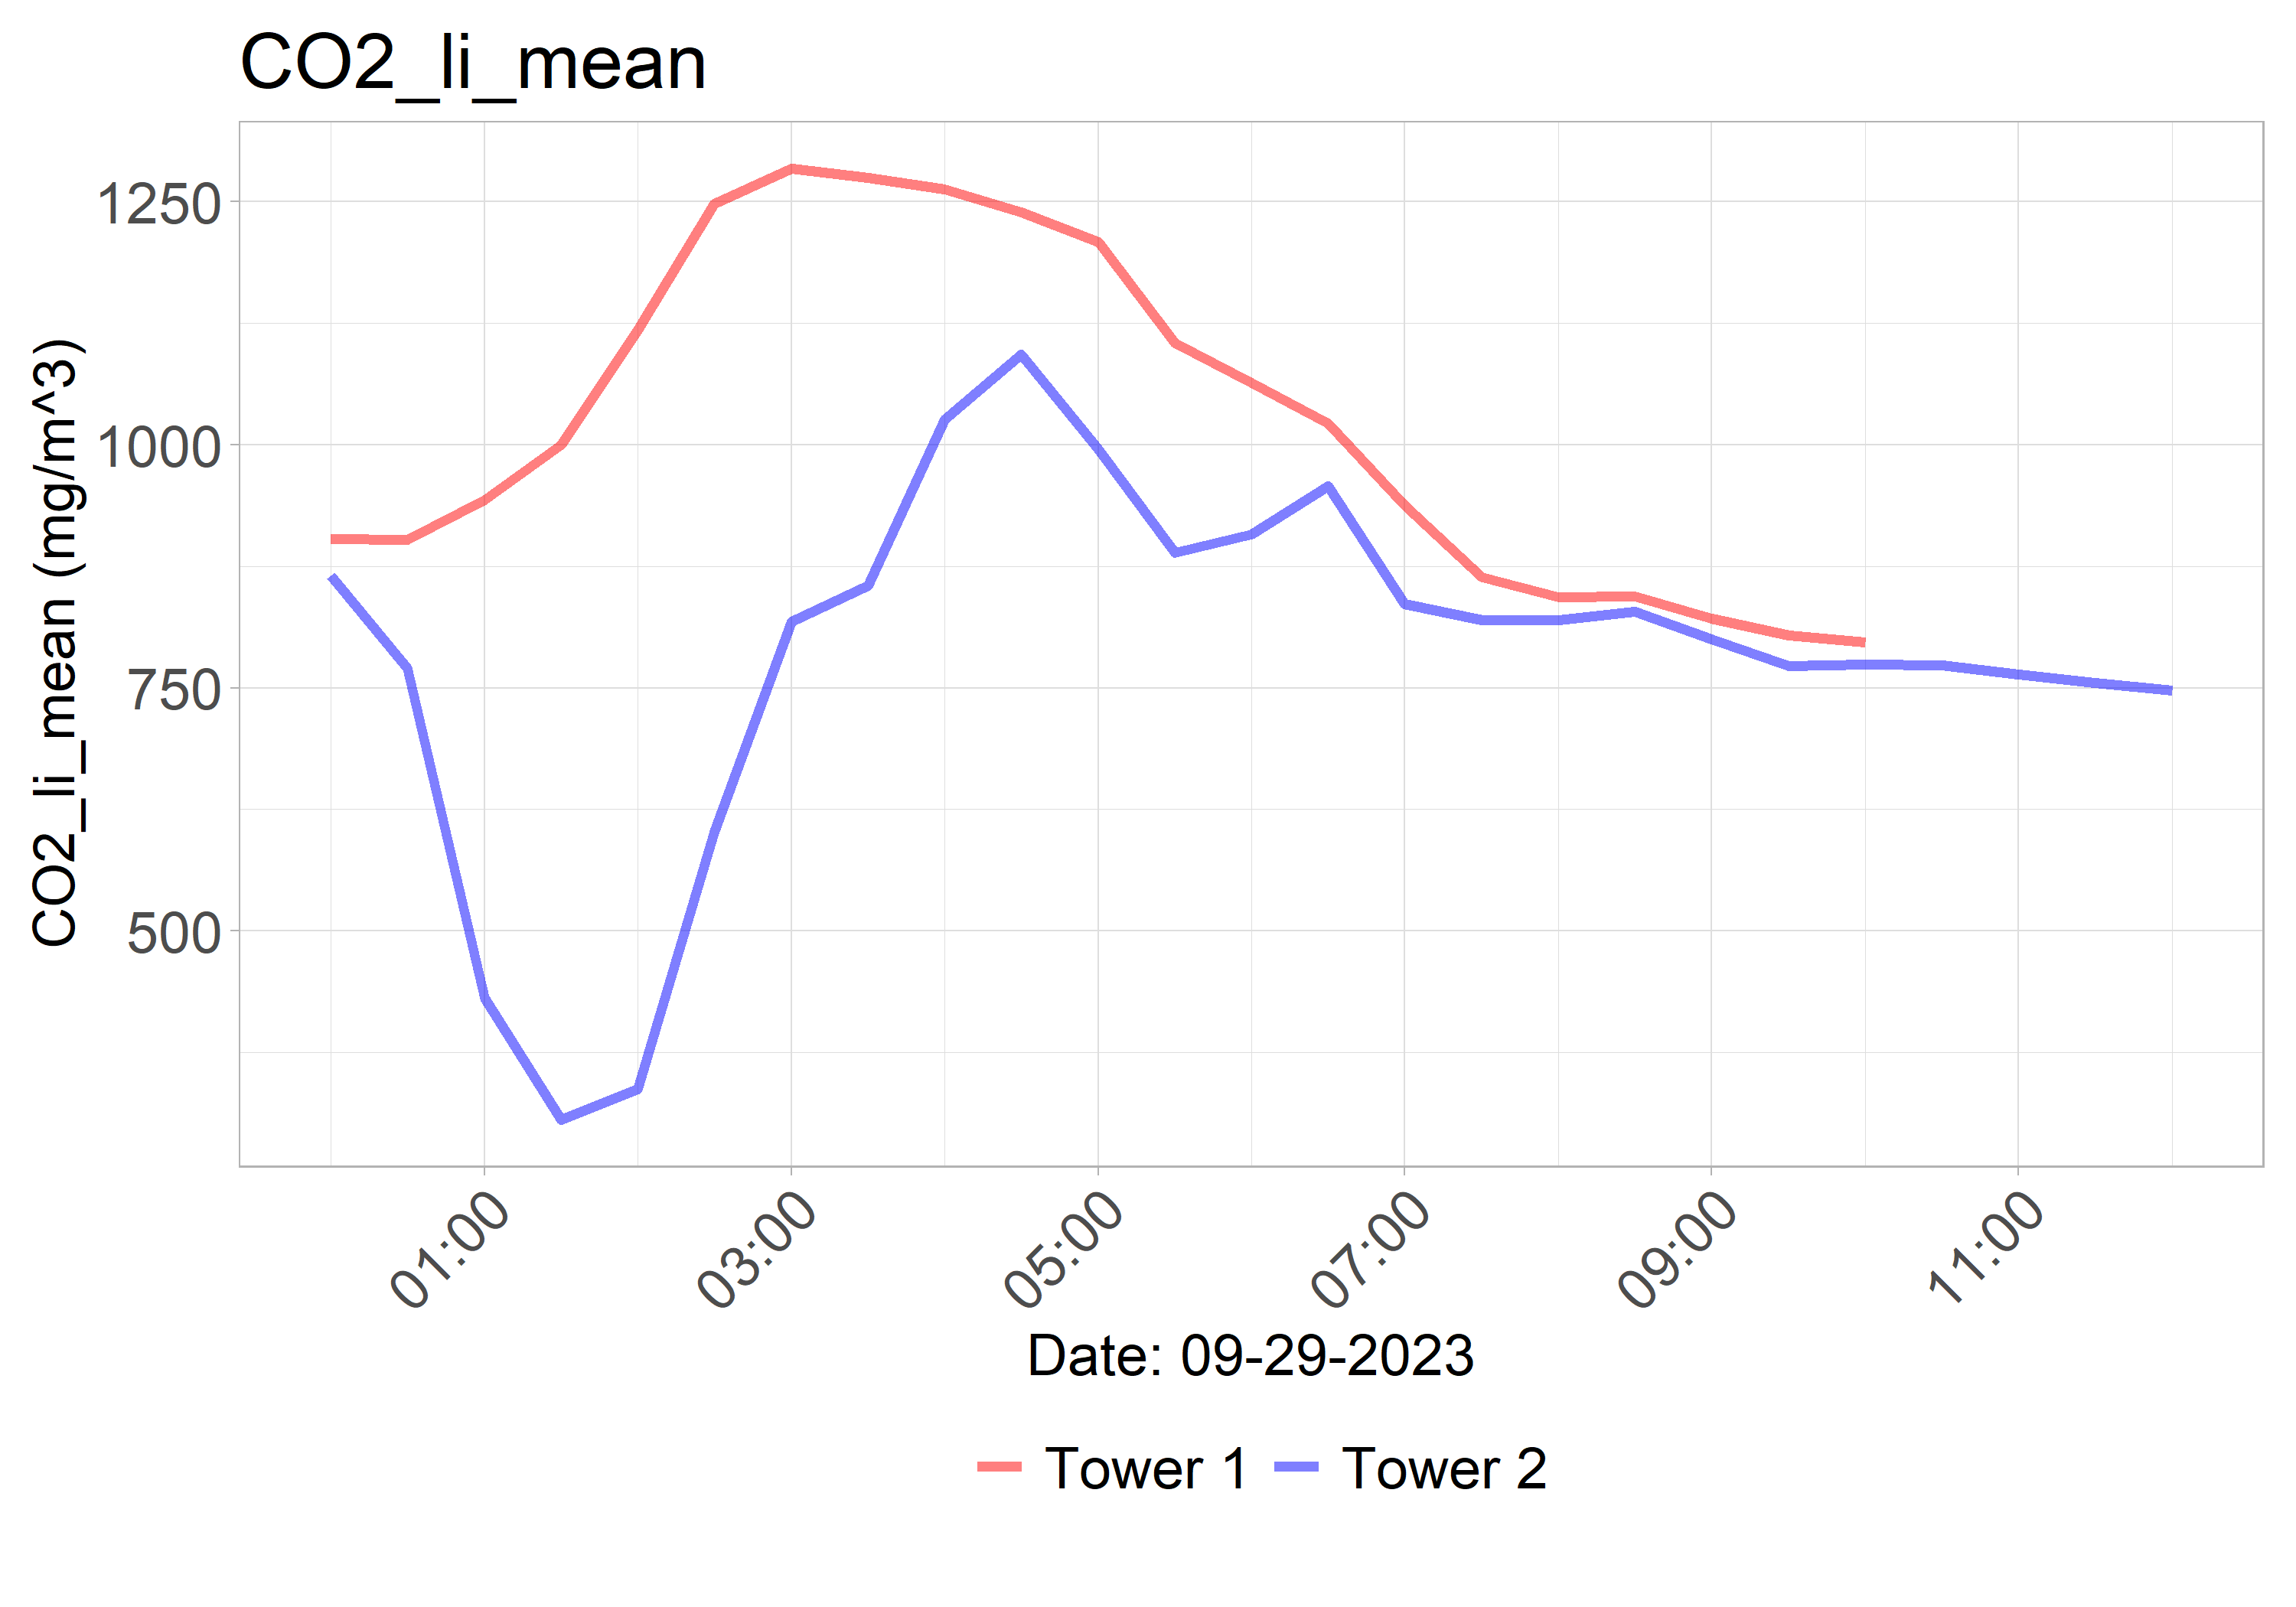 CO2_li_mean
CO2_li_mean (mg/m^3)
1250
1000
750
500
01:00
03:00
05:00
07:00
09:00
11:00
Date: 09-29-2023
Tower 1
Tower 2